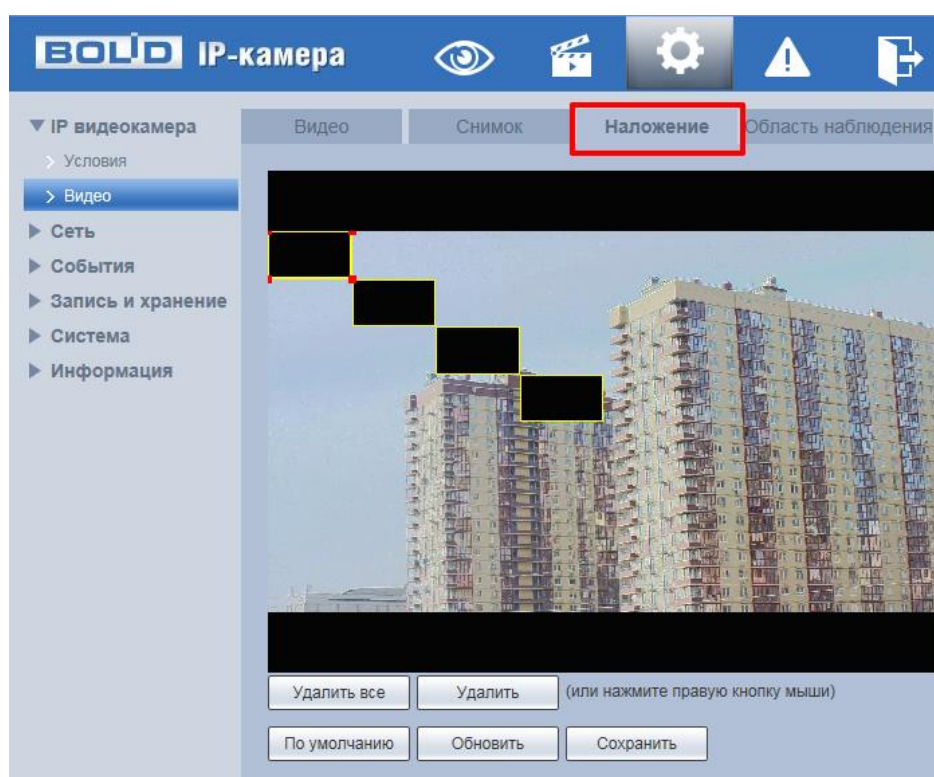 BOLID IP-камера
IP видеокамера
Условия
Видео
Сеть
События
Запись и хранение
Система
Информация
Видео Снимок Наложение Область наблюдения
Удалить все Удалить (или нажмите правую кнопку мыши)
По умолчанию Обновить Сохранить